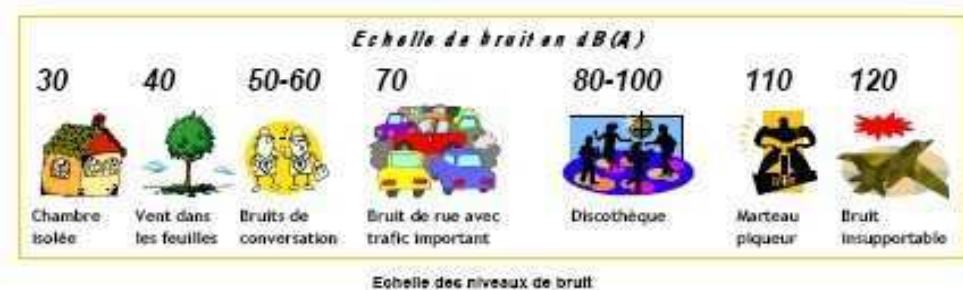 Echelle de bruit en dB(A)
30 40 50-60 70 80-100 110 120
Chambre isolée
Vent dans les feuilles
Bruits de conversation
Bruit de rue avec trafic important
Discothèque
Marteau piqueur
Bruit insupportable
Echelle des niveaux de bruit